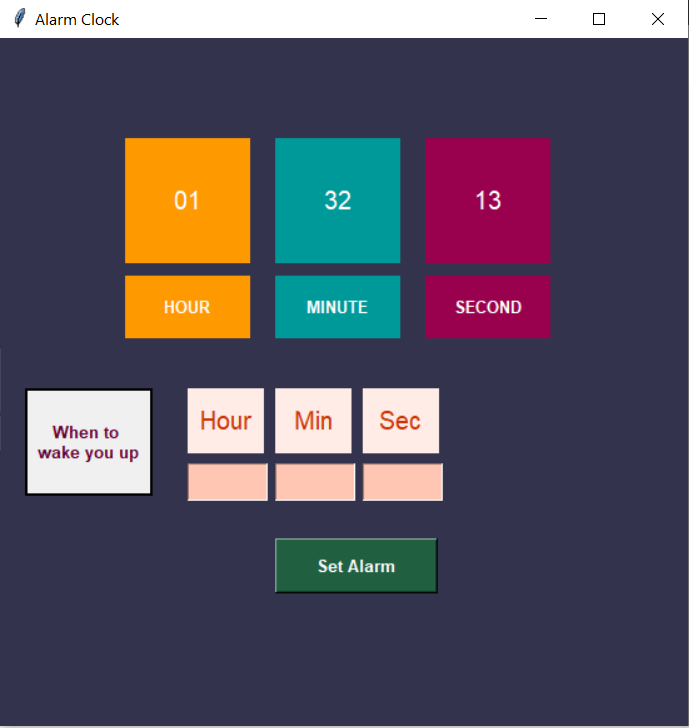 Alarm Clock
01 32 13
HOUR MINUTE SECOND
Hour Min Sec
When to
wake you up
Set Alarm